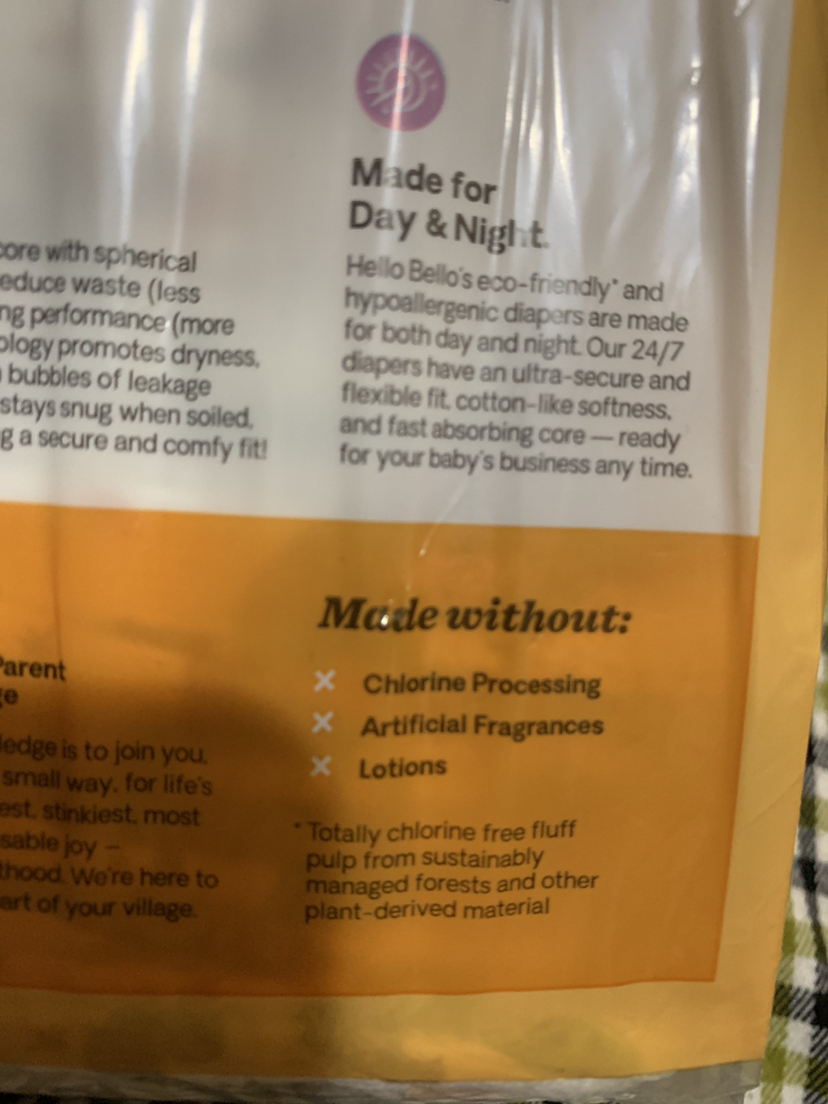 Made for
Day & Night.
Hello Bello's eco-friendly* and
hypoallergenic diapers are made
for both day and night. Our 24/7
diapers have an ultra-secure and
flexible fit, cotton-like softness,
and fast absorbing core — ready
for your baby's business any time.
core with spherical
educe waste (less
ng performance (more
ology promotes dryness,
bubbles of leakage
stays snug when soiled,
g a secure and comfy fit!
Parent
ge
ledge is to join you,
small way, for life's
est, stinkiest, most
sable joy –
thood. We're here to
art of your village.
Made without:
× Chlorine Processing
× Artificial Fragrances
× Lotions
* Totally chlorine free fluff
pulp from sustainably
managed forests and other
plant-derived material